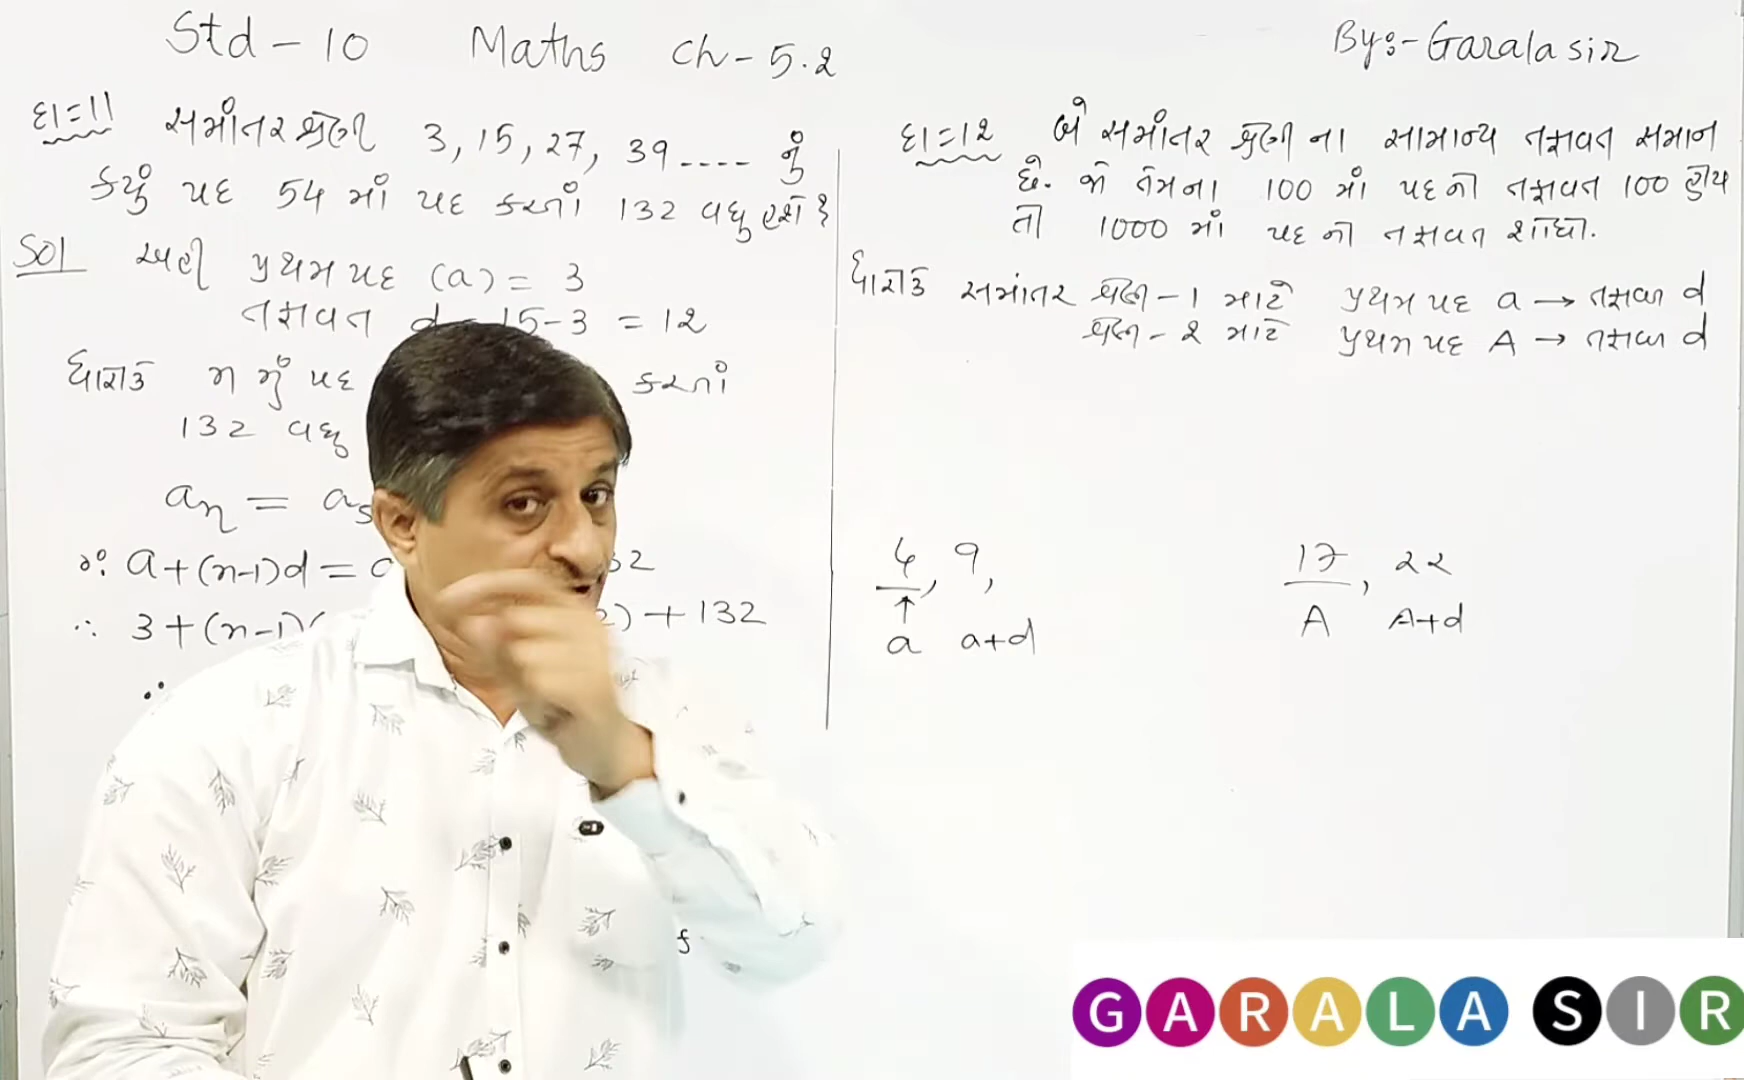 Std - 10 Maths Ch - 5.2
By:- Garala sir
દા=11 સમાંતર શ્રેણી 3, 15, 27, 39 .... નું
કયું પદ 54 માં પદ કરતાં 132 વધુ હશે ?
Sol અહીં પ્રથમ પદ (a) = 3
તફાવત d = 15-3 = 12
ધારોકે n મું પદ કરતાં
132 વધુ
an =
∴ a+(n-1)d =
∴ 3+(n-1)( 2) + 132
∴
દા=12 બે સમાંતર શ્રેણી ના સામાન્ય તફાવત સમાન
છે. જો તેમના 100 માં પદ નો તફાવત 100 હોય
તો 1000 માં પદ નો તફાવત શોધો.
ધારોકે સમાંતર શ્રેણી - 1 માટે પ્રથમ પદ a → તફાવત d
શ્રેણી - 2 માટે પ્રથમ પદ A → તફાવત d
4, 9,
↑
a a+d
17, 22
A A+d
GARALA SIR